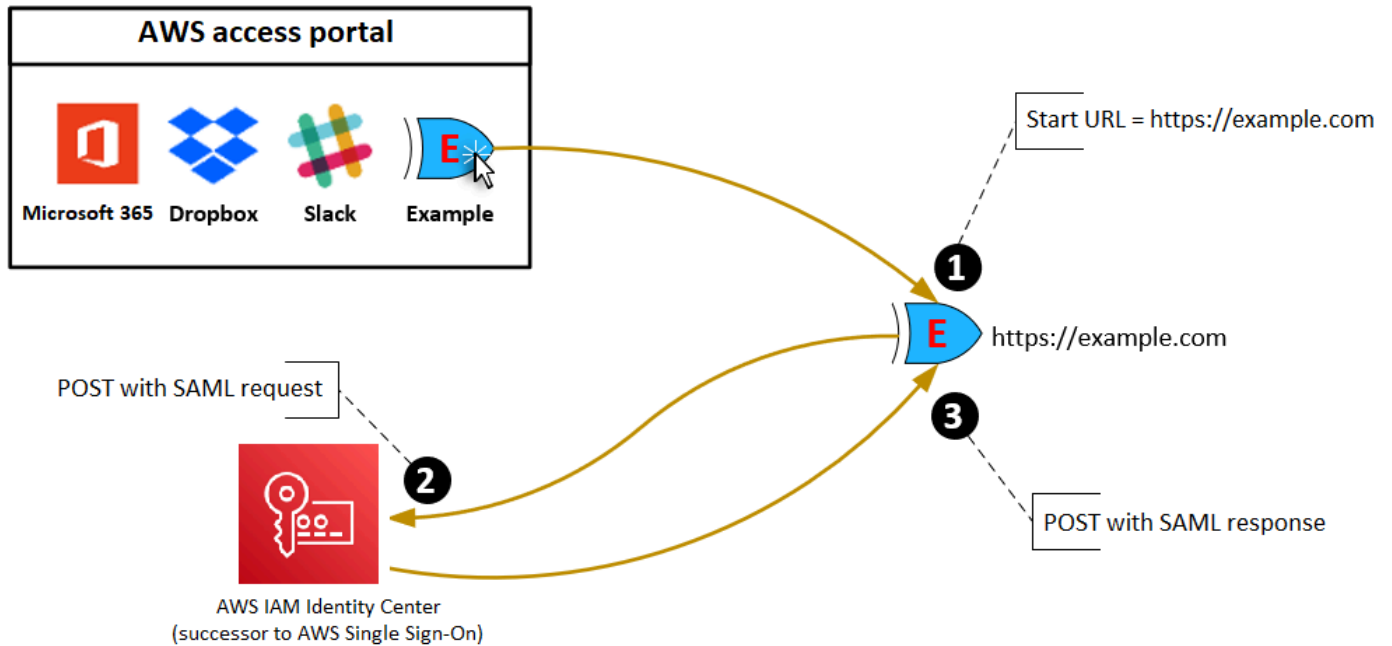 AWS access portal
E
Microsoft 365
Dropbox
Slack
Example
Start URL = https://example.com
1
E
https://example.com
POST with SAML request
2
3
POST with SAML response
AWS IAM Identity Center
(successor to AWS Single Sign-On)